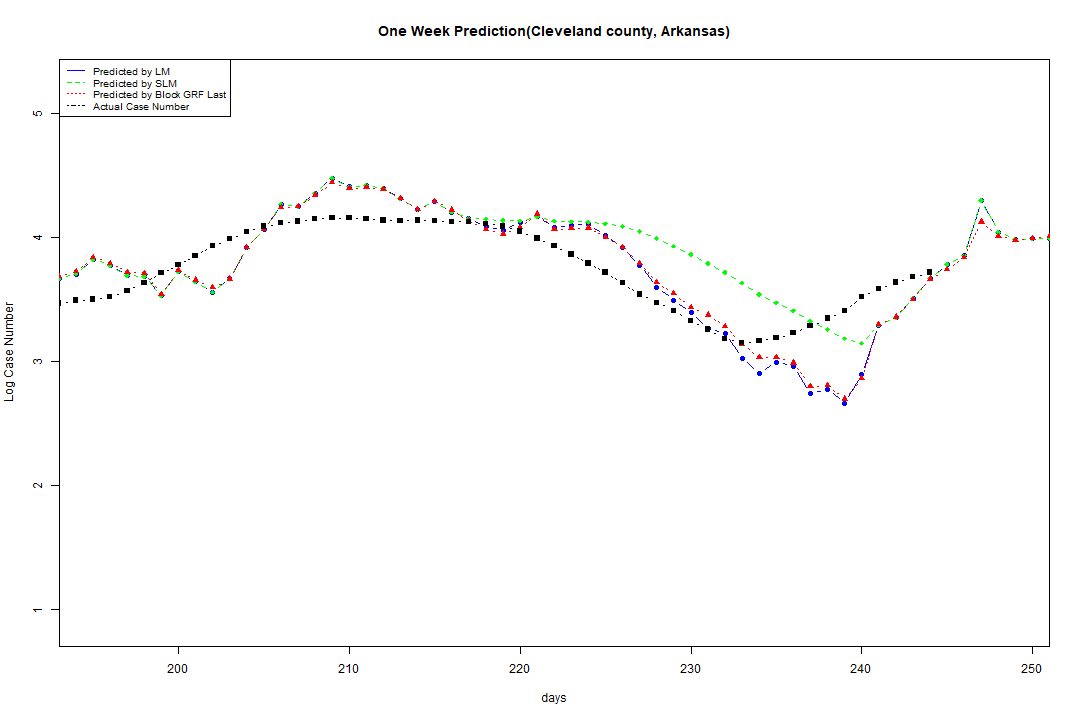 One Week Prediction(Cleveland county, Arkansas)
Predicted by LM
Predicted by SLM
Predicted by Block GRF Last
Actual Case Number
5
4
3
2
1
Log Case Number
200 210 220 230 240 250
days